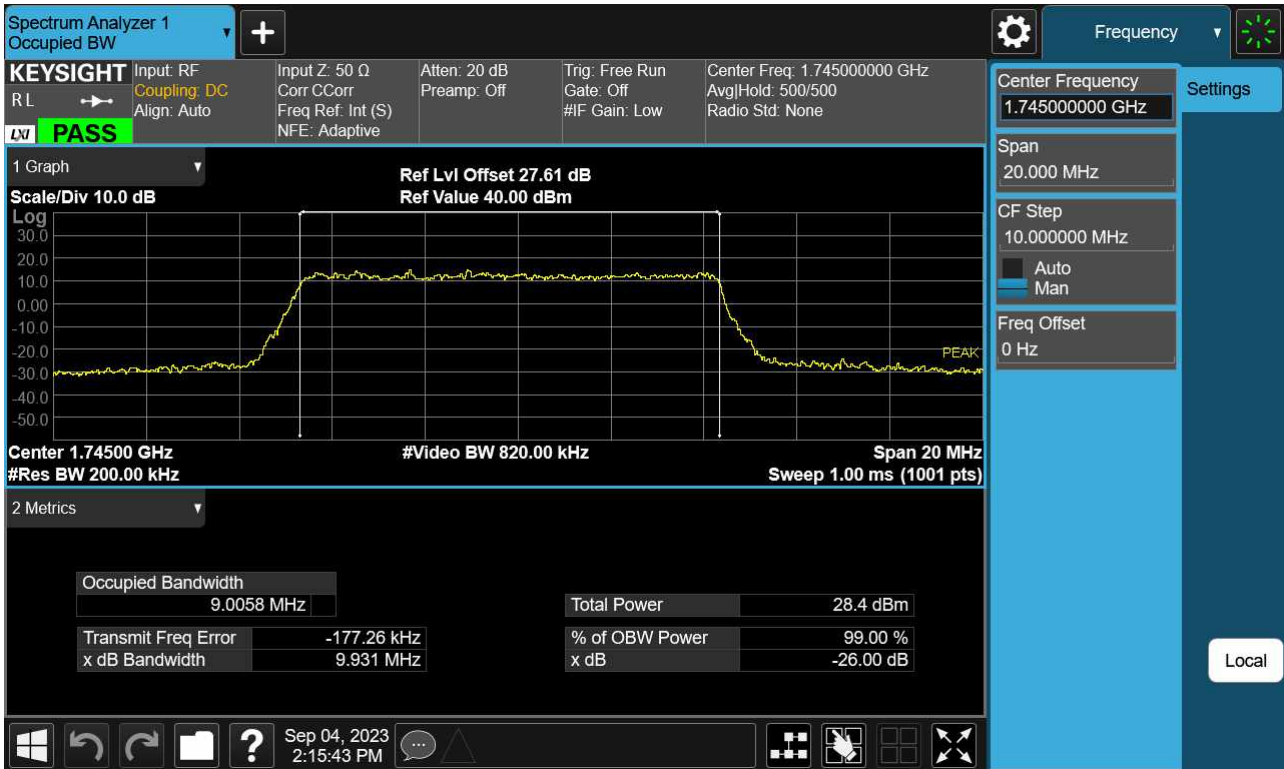 Spectrum Analyzer 1
Occupied BW
Frequency
KEYSIGHT
R L
LXI
PASS
Input: RF
Coupling: DC
Align: Auto
Input Z: 50 Ω
Corr CCorr
Freq Ref: Int (S)
NFE: Adaptive
Atten: 20 dB
Preamp: Off
Trig: Free Run
Gate: Off
#IF Gain: Low
Center Freq: 1.745000000 GHz
Avg|Hold: 500/500
Radio Std: None
Center Frequency
1.745000000 GHz
Settings
Span
20.000 MHz
CF Step
10.000000 MHz
Auto
Man
Freq Offset
0 Hz
Local
1 Graph
Scale/Div 10.0 dB
Ref Lvl Offset 27.61 dB
Ref Value 40.00 dBm
Log
30.0
20.0
10.0
0.00
-10.0
-20.0
-30.0
-40.0
-50.0
PEAK
Center 1.74500 GHz
#Res BW 200.00 kHz
#Video BW 820.00 kHz
Span 20 MHz
Sweep 1.00 ms (1001 pts)
2 Metrics
Occupied Bandwidth
9.0058 MHz
Transmit Freq Error -177.26 kHz
x dB Bandwidth 9.931 MHz
Total Power 28.4 dBm
% of OBW Power 99.00 %
x dB -26.00 dB
?
Sep 04, 2023
2:15:43 PM